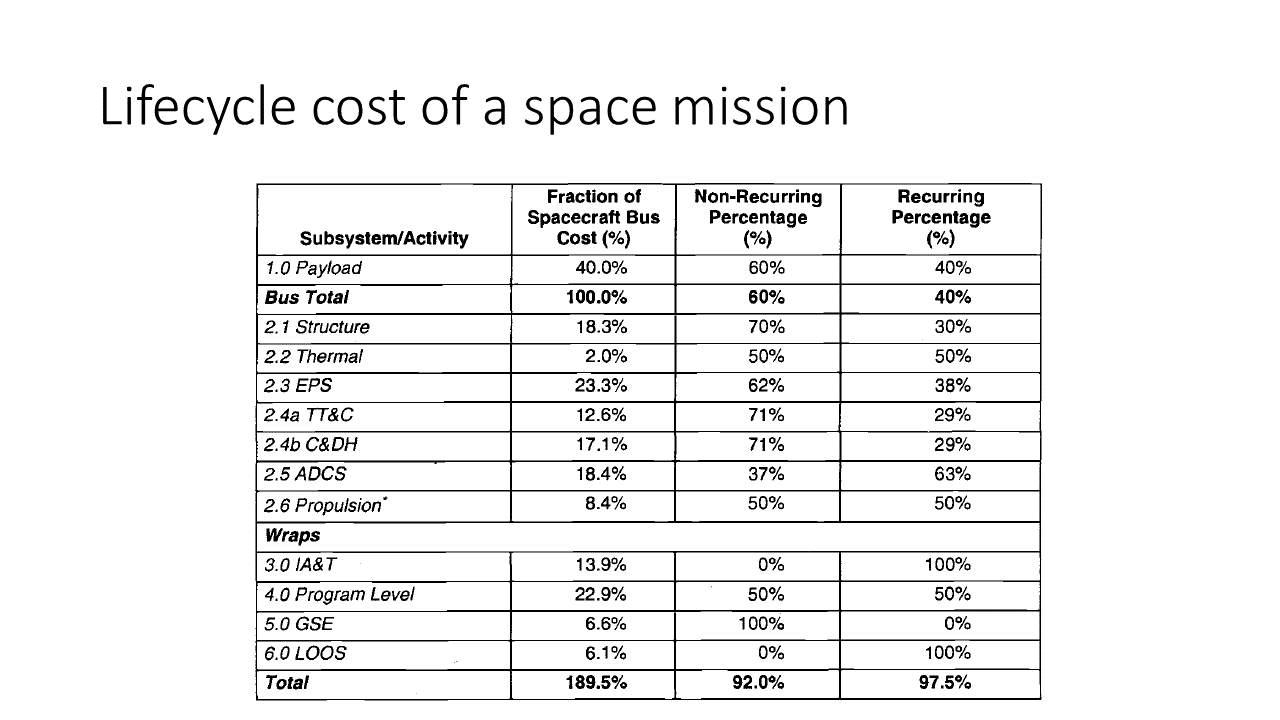 Lifecycle cost of a space mission
Subsystem/Activity | Fraction of Spacecraft Bus Cost (%) | Non-Recurring Percentage (%) | Recurring Percentage (%)
1.0 Payload | 40.0% | 60% | 40%
Bus Total | 100.0% | 60% | 40%
2.1 Structure | 18.3% | 70% | 30%
2.2 Thermal | 2.0% | 50% | 50%
2.3 EPS | 23.3% | 62% | 38%
2.4a TT&C | 12.6% | 71% | 29%
2.4b C&DH | 17.1% | 71% | 29%
2.5 ADCS | 18.4% | 37% | 63%
2.6 Propulsion* | 8.4% | 50% | 50%
Wraps
3.0 IA&T | 13.9% | 0% | 100%
4.0 Program Level | 22.9% | 50% | 50%
5.0 GSE | 6.6% | 100% | 0%
6.0 LOOS | 6.1% | 0% | 100%
Total | 189.5% | 92.0% | 97.5%